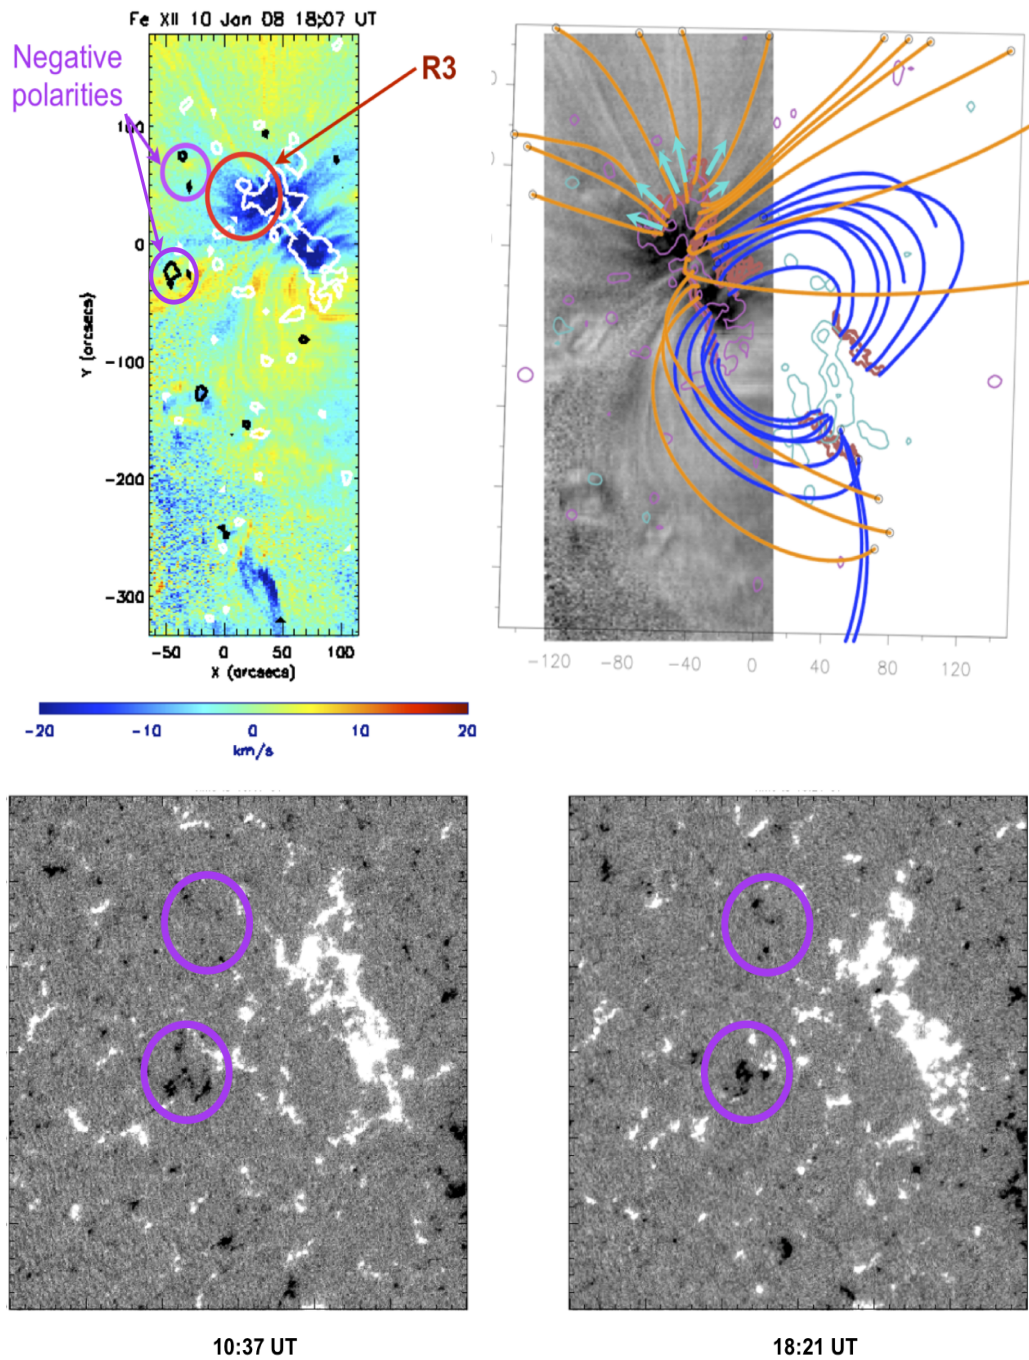 Fe XII 10 Jan 08 18:07 UT
Negative
polarities
R3
100
0
-100
-200
-300
Y (arcsecs)
-50 0 50 100
X (arcsecs)
-120 -80 -40 0 40 80 120
-20 -10 0 10 20
km/s
10:37 UT
18:21 UT